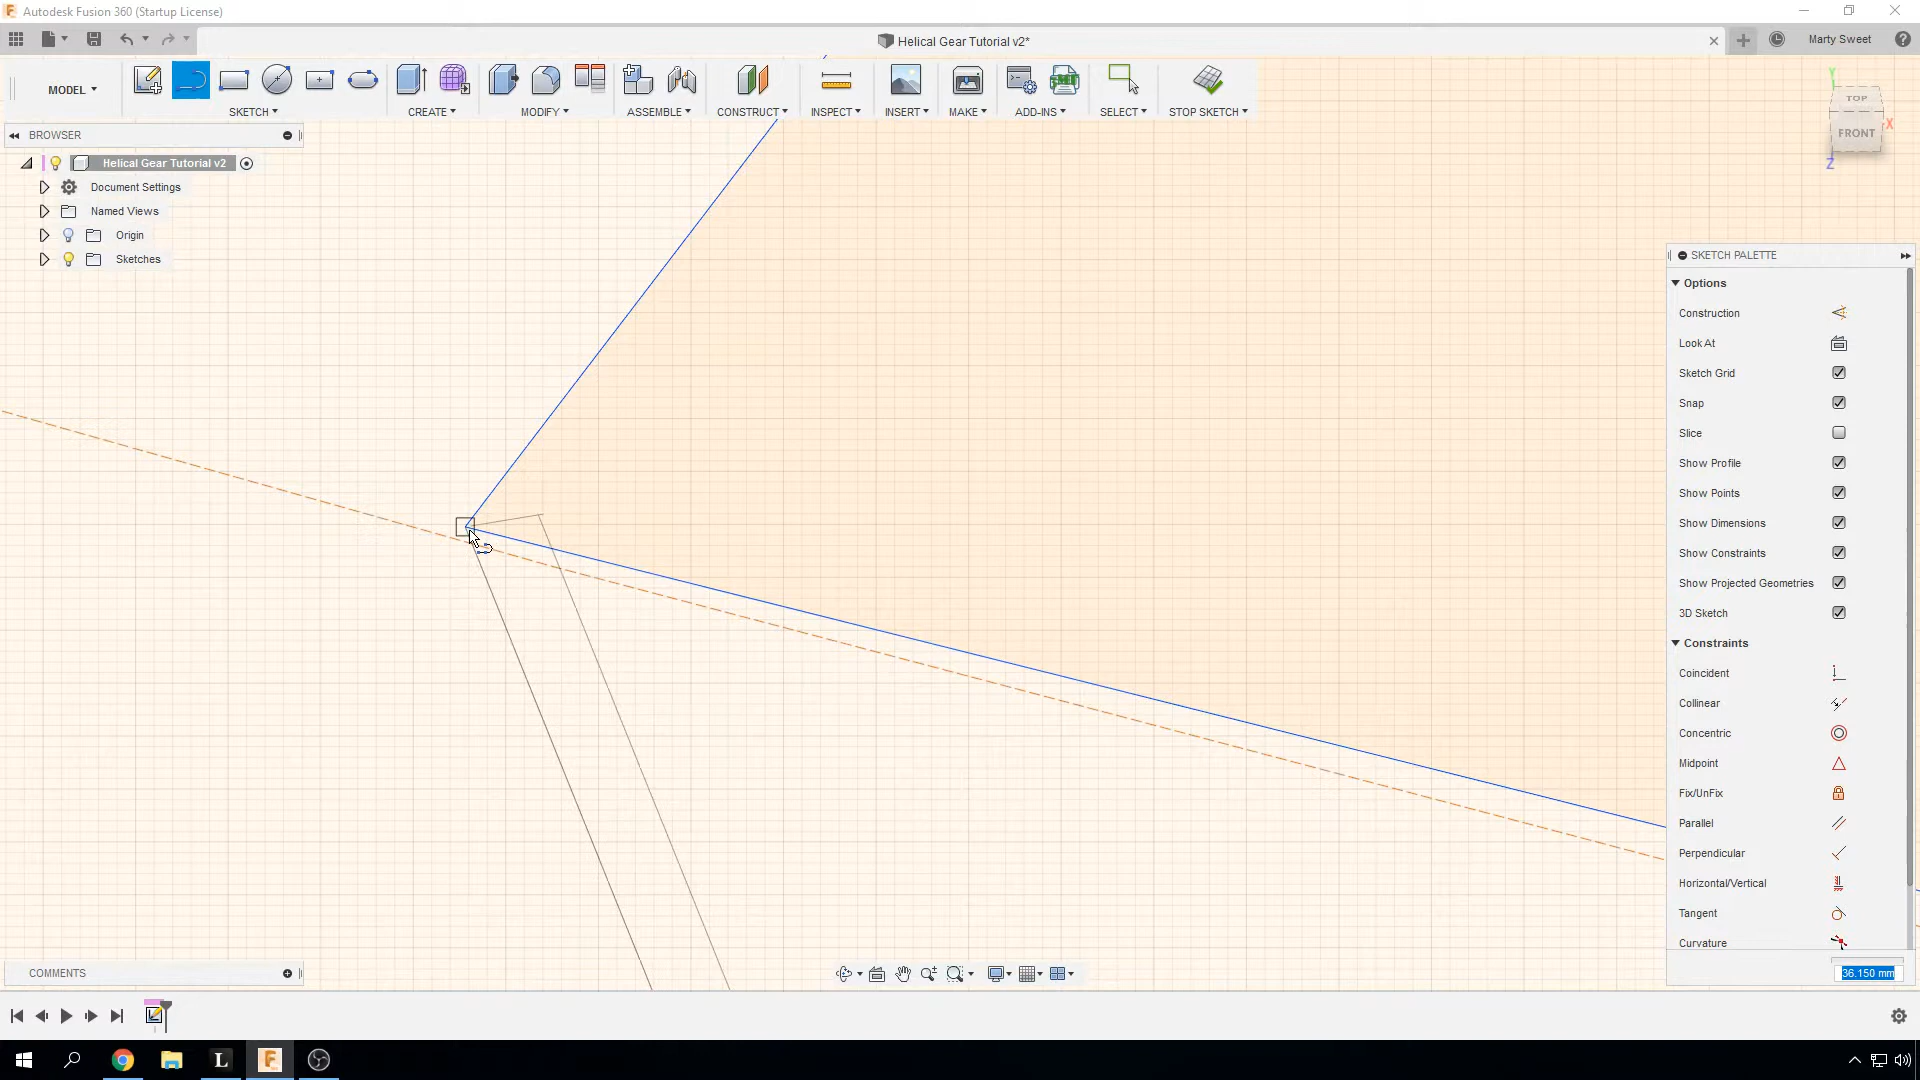 Autodesk Fusion 360 (Startup License)
Helical Gear Tutorial v2*
Marty Sweet
MODEL
SKETCH
CREATE
MODIFY
ASSEMBLE
CONSTRUCT
INSPECT
INSERT
MAKE
ADD-INS
SELECT
STOP SKETCH
TOP
FRONT
Y
X
Z
BROWSER
Helical Gear Tutorial v2
Document Settings
Named Views
Origin
Sketches
SKETCH PALETTE
Options
Construction
Look At
Sketch Grid
Snap
Slice
Show Profile
Show Points
Show Dimensions
Show Constraints
Show Projected Geometries
3D Sketch
Constraints
Coincident
Collinear
Concentric
Midpoint
Fix/UnFix
Parallel
Perpendicular
Horizontal/Vertical
Tangent
Curvature
36.150 mm
COMMENTS